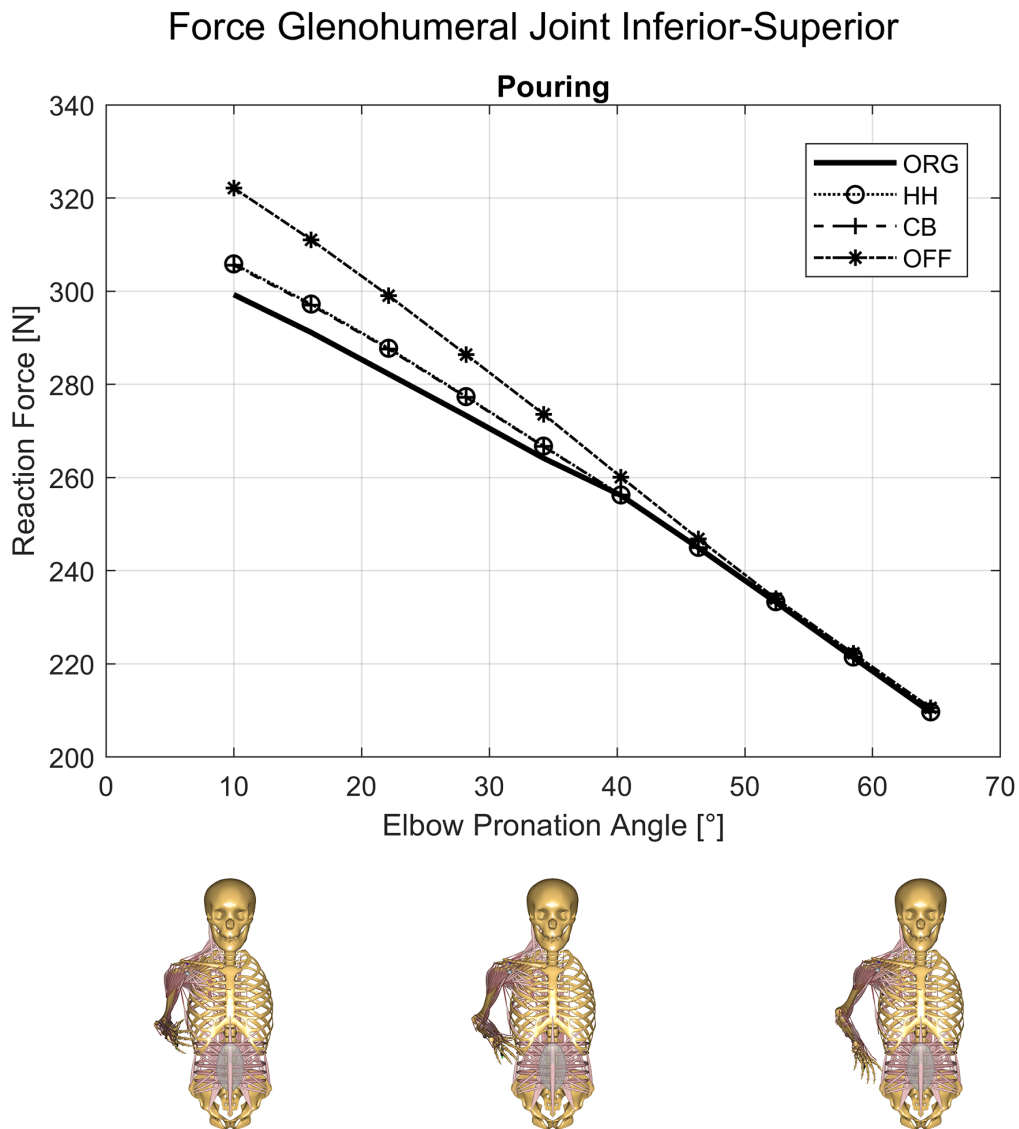 Force Glenohumeral Joint Inferior-Superior
Pouring
340
320
300
280
260
240
220
200
Reaction Force [N]
ORG
HH
CB
OFF
0 10 20 30 40 50 60 70
Elbow Pronation Angle [°]